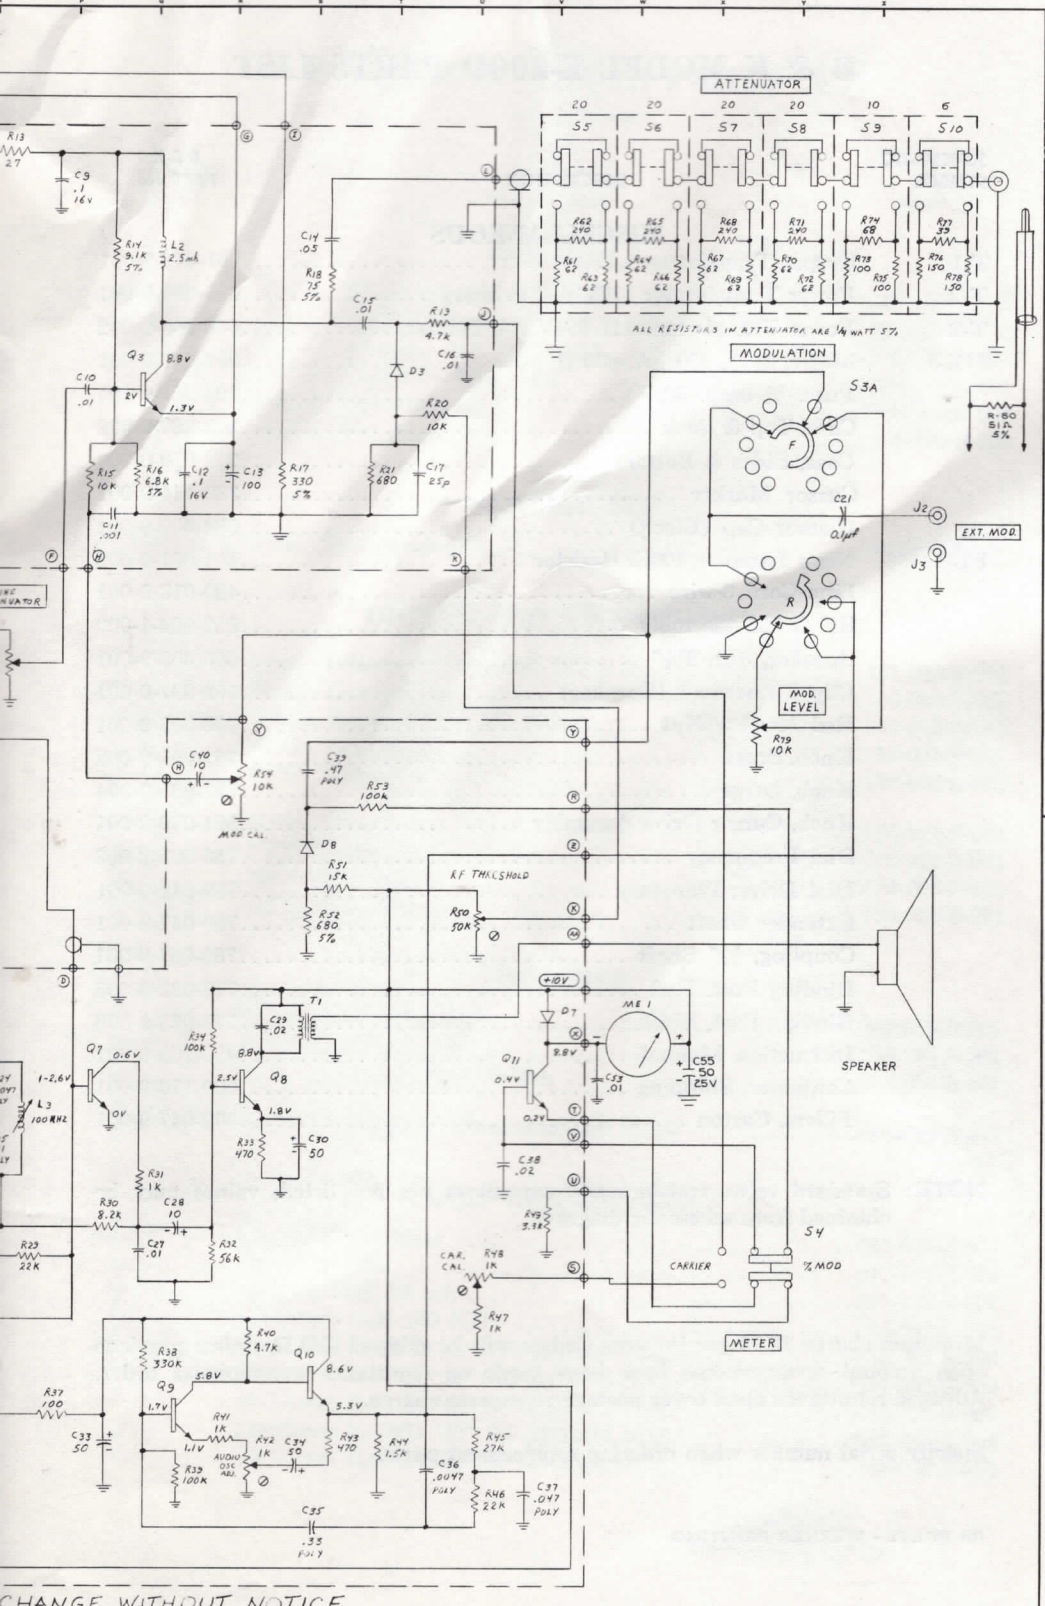 ATTENUATOR
20 20 20 20 10 6
S5 S6 S7 S8 S9 S10
R13
27
C9
.1
16V
G
I
L
R14
9.1K
5%
L2
2.5mh
C14
.05
R18
75
5%
C15
.01
R19
4.7K
J
C16
.01
R62
240
R65
240
R68
240
R71
240
R74
68
R77
39
R61
62
R63
62
R64
62
R66
62
R67
62
R69
62
R70
62
R72
62
R73
100
R75
100
R76
150
R78
150
ALL RESISTORS IN ATTENUATOR ARE 1/4 WATT 5%
MODULATION
Q3
8.8V
2V
1.3V
C10
.01
D3
R20
10K
S3A
F
R-80
51Ω
5%
R15
10K
R16
6.8K
5%
C12
.1
16V
C13
100
R17
330
5%
R21
680
C17
25p
C11
.001
C21
0.1µf
J2
EXT. MOD.
J3
F
H
K
R
NUATOR
MOD.
LEVEL
R79
10K
Y
Y
H
C40
10
R54
10K
MOD CAL.
C39
.47
POLY
R53
100K
R
D8
Z
R51
15K
RF THRESHOLD
R52
680
5%
R50
50K
K
M
D
+10V
T1
C29
.02
8.8V
R34
100K
D7
ME1
X
8.8V
C55
50
25V
C53
.01
SPEAKER
Q7
0.6V
1-2.6V
0V
L3
100MHZ
2.5V
Q8
1.8V
R33
470
C30
50
Q11
0.4V
0.2V
T
V
C38
.02
U
R49
3.3K
R31
1K
R30
8.2K
C28
10
C27
.01
R32
56K
R29
22K
CAR.
CAL.
R48
1K
S
R47
1K
S4
CARRIER
% MOD
METER
R38
330K
R40
4.7K
Q10
8.6V
5.8V
5.3V
Q9
1.7V
1.1V
R37
100
C33
50
R41
1K
R42
1K
AUDIO
OSC
ADJ.
C34
50
R43
470
R44
1.5K
R39
100K
C36
.0047
POLY
R45
27K
R46
22K
C37
.047
POLY
C35
.33
POLY
CHANGE WITHOUT NOTICE